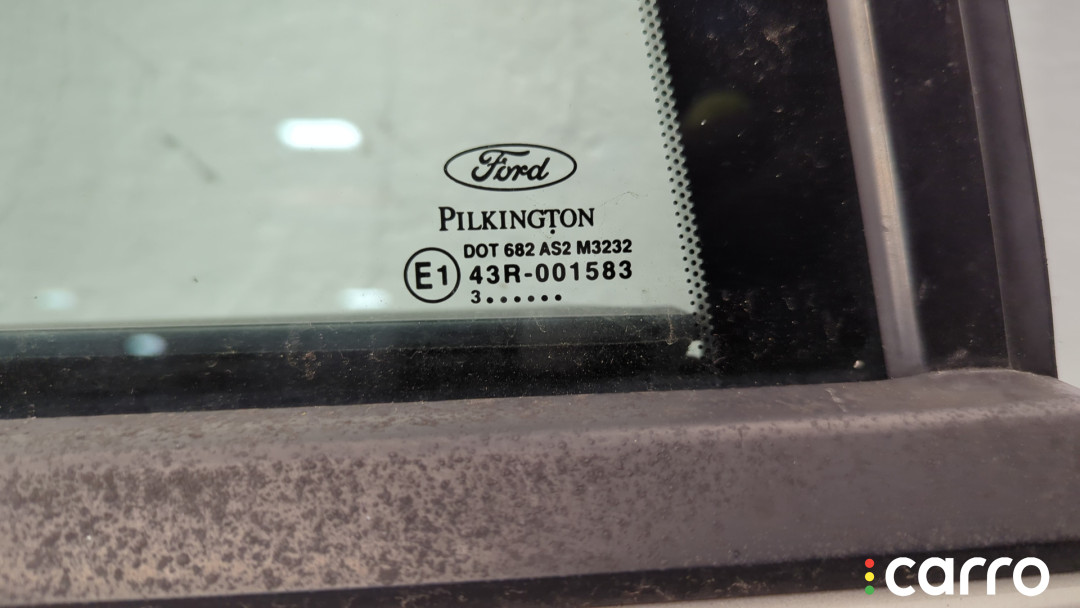 Ford
PILKINGTON
DOT 682 AS2 M3232
E1 43R-001583
3••••••
carro